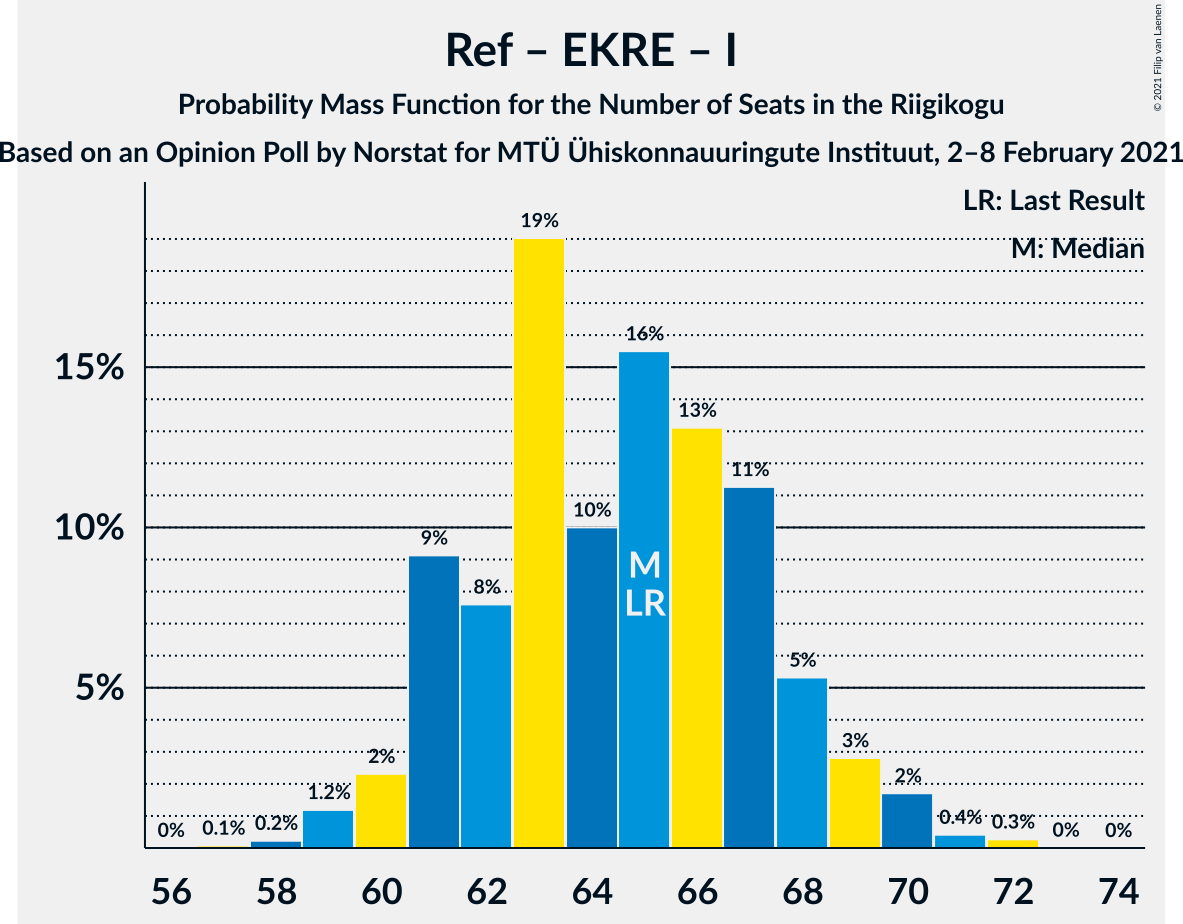 Ref – EKRE – I
Probability Mass Function for the Number of Seats in the Riigikogu
Based on an Opinion Poll by Norstat for MTÜ Ühiskonnauuringute Instituut, 2–8 February 2021
© 2021 Filip van Laenen
LR: Last Result
M: Median
19%
16%
15%
13%
11%
10%
10%
9%
8%
M
LR
5%
5%
3%
2%
2%
1.2%
0% 0.1% 0.2% 0.4% 0.3% 0% 0%
56 58 60 62 64 66 68 70 72 74